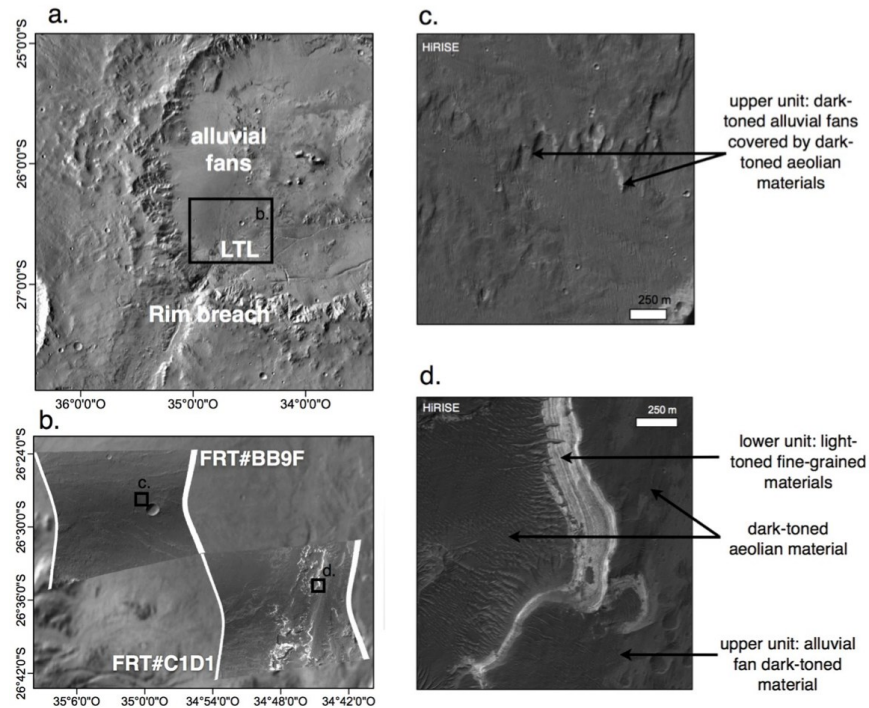 a.
25°0'0"S
26°0'0"S
27°0'0"S
alluvial
fans
b.
LTL
Rim breach
36°0'0"O
35°0'0"O
34°0'0"O
b.
26°24'0"S
26°30'0"S
26°36'0"S
26°42'0"S
FRT#BB9F
c.
d.
FRT#C1D1
35°6'0"O
35°0'0"O
34°54'0"O
34°48'0"O
34°42'0"O
c.
HiRISE
250 m
upper unit: dark-
toned alluvial fans
covered by dark-
toned aeolian
materials
d.
HiRISE
250 m
lower unit: light-
toned fine-grained
materials
dark-toned
aeolian material
upper unit: alluvial
fan dark-toned
material